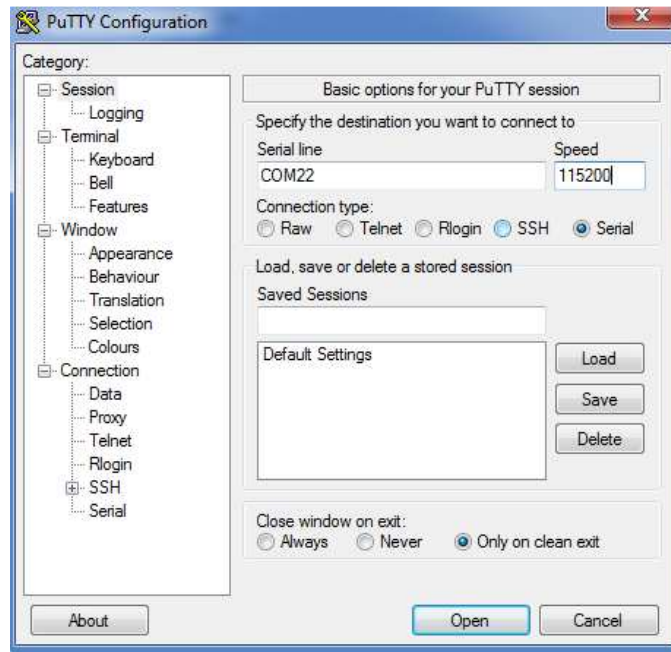 PuTTY Configuration
Category:
Session
Logging
Terminal
Keyboard
Bell
Features
Window
Appearance
Behaviour
Translation
Selection
Colours
Connection
Data
Proxy
Telnet
Rlogin
SSH
Serial
Basic options for your PuTTY session
Specify the destination you want to connect to
Serial line Speed
COM22 115200
Connection type:
Raw Telnet Rlogin SSH Serial
Load, save or delete a stored session
Saved Sessions
Default Settings
Load
Save
Delete
Close window on exit:
Always Never Only on clean exit
About Open Cancel